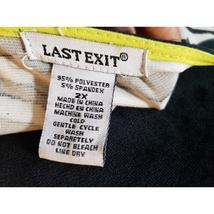 LAST EXIT®
95% POLYESTER
5% SPANDEX
2X
MADE IN CHINA
HECHO EN CHINA
MACHINE WASH
COLD
GENTLE CYCLE
WASH
SEPARETELY
DO NOT BLEACH
LINE DRY